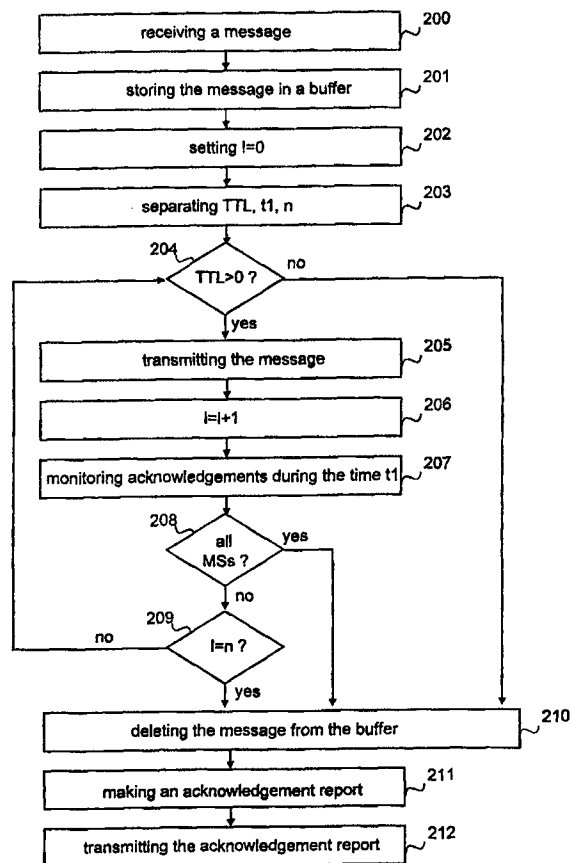 receiving a message
200
storing the message in a buffer
201
setting I=0
202
separating TTL, t1, n
203
204
TTL>0 ?
no
yes
transmitting the message
205
I=I+1
206
monitoring acknowledgements during the time t1
207
208
all
MSs ?
yes
no
209
I=n ?
no
yes
deleting the message from the buffer
210
making an acknowledgement report
211
transmitting the acknowledgement report
212